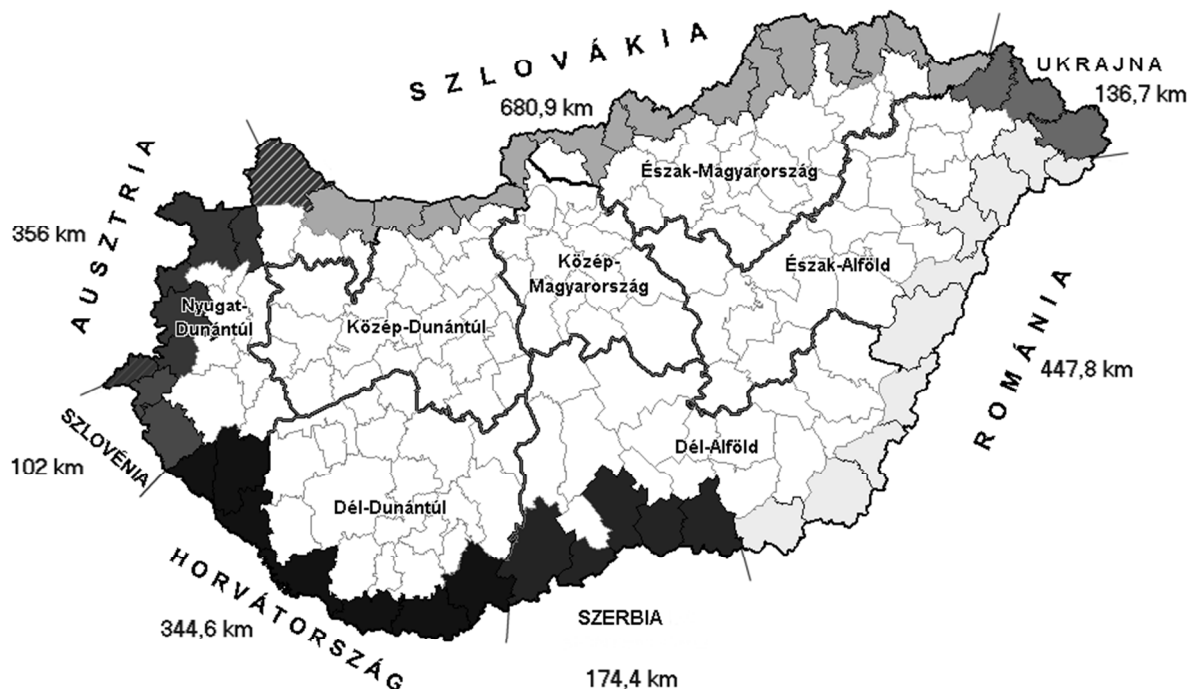 SZLOVÁKIA
680,9 km
UKRAJNA
136,7 km
AUSZTRIA
356 km
Észak-Magyarország
Közép-
Magyarország
Észak-Alföld
Nyugat-
Dunántúl
Közép-Dunántúl
ROMÁNIA
447,8 km
SZLOVÉNIA
102 km
Dél-Alföld
Dél-Dunántúl
HORVÁTORSZÁG
344,6 km
SZERBIA
174,4 km